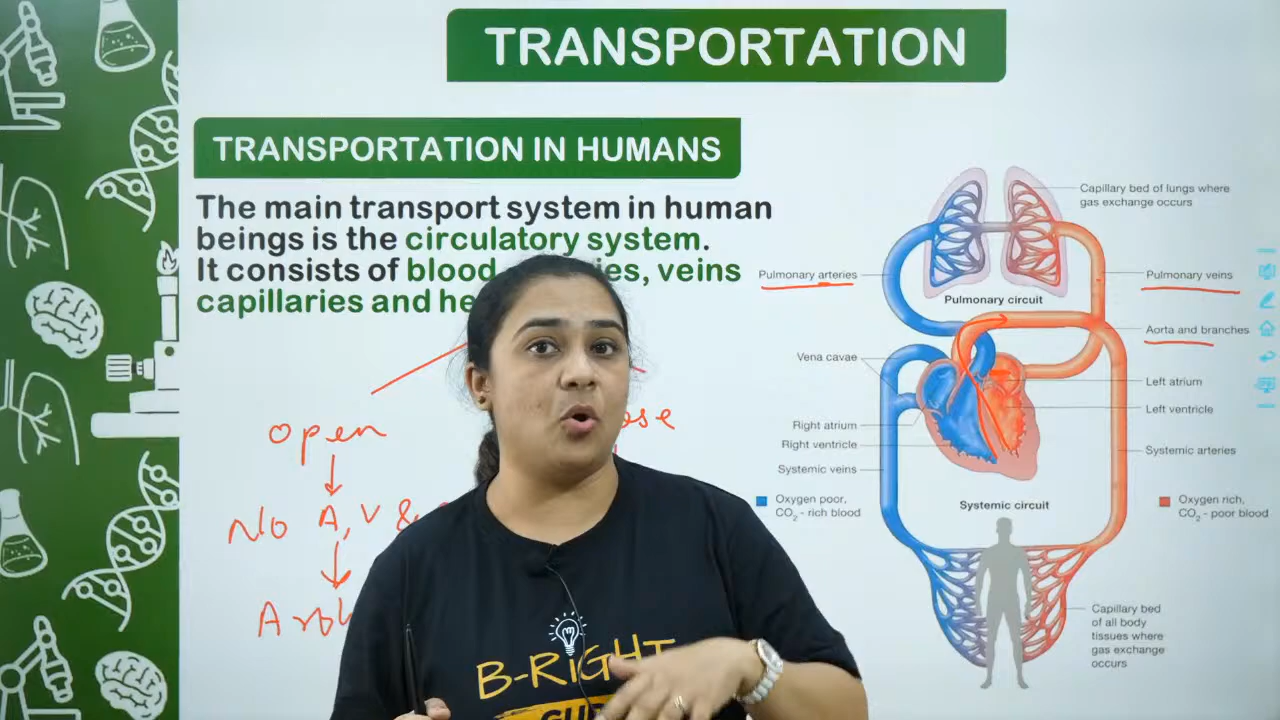 TRANSPORTATION
TRANSPORTATION IN HUMANS
The main transport system in human
beings is the circulatory system.
It consists of blood, veins
capillaries and
Open
No A, V &
Capillary bed of lungs where
gas exchange occurs
Pulmonary arteries
Pulmonary veins
Pulmonary circuit
Aorta and branches
Vena cavae
Left atrium
Left ventricle
Right atrium
Right ventricle
Systemic arteries
Systemic veins
Oxygen poor,
CO2 - rich blood
Systemic circuit
Oxygen rich,
CO2 - poor blood
Capillary bed
of all body
tissues where
gas exchange
occurs
B-RIGHT